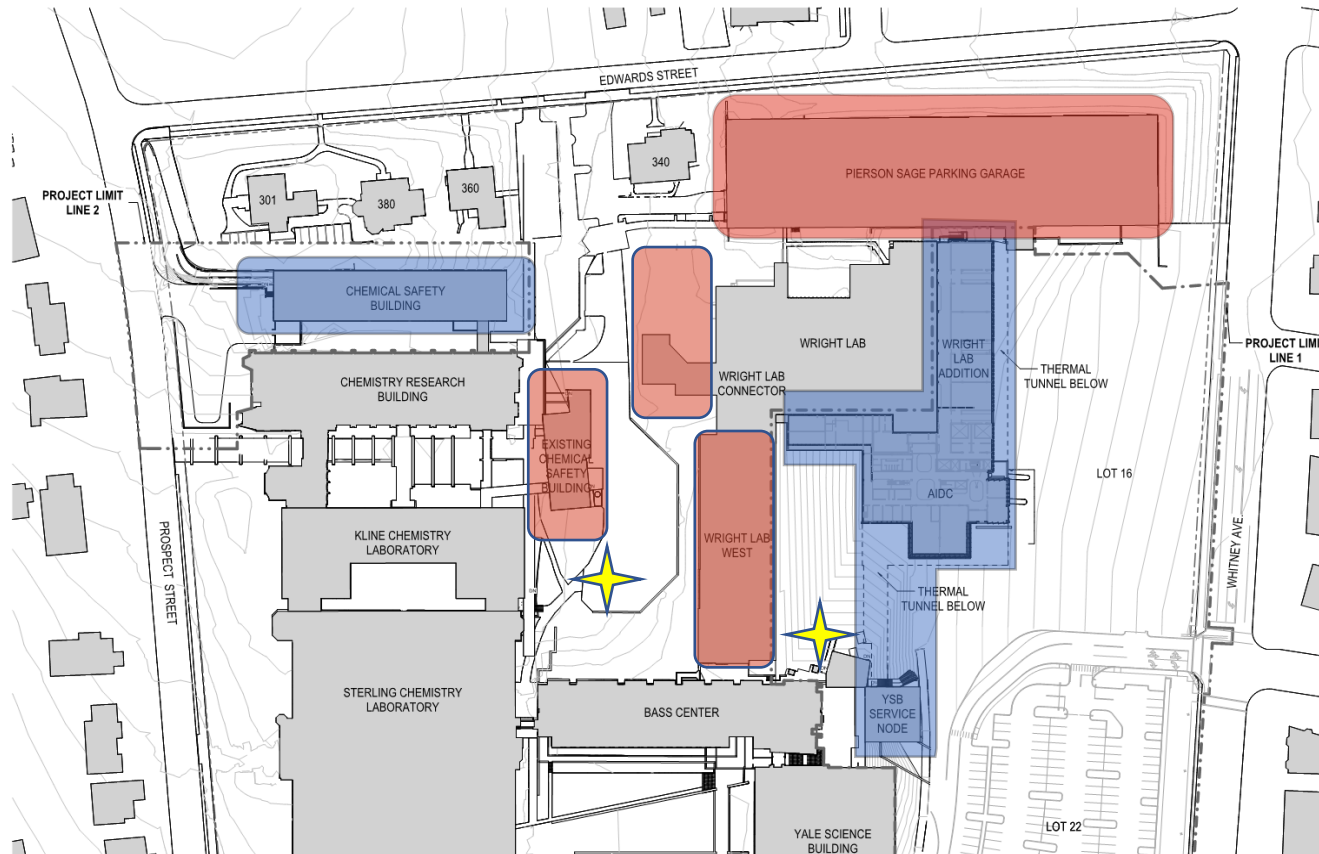 EDWARDS STREET
PIERSON SAGE PARKING GARAGE
340
360
301
380
PROJECT LIMIT
LINE 2
CHEMICAL SAFETY
BUILDING
WRIGHT LAB
WRIGHT
LAB
ADDITION
PROJECT LIMI
LINE 1
THERMAL
TUNNEL BELOW
CHEMISTRY RESEARCH
BUILDING
WRIGHT LAB
CONNECTOR
EXISTING
CHEMICAL
SAFETY
BUILDING
LOT 16
AIDC
PROSPECT STREET
KLINE CHEMISTRY
LABORATORY
WRIGHT LAB
WEST
WHITNEY AVE.
THERMAL
TUNNEL BELOW
STERLING CHEMISTRY
LABORATORY
BASS CENTER
YSB
SERVICE
NODE
LOT 22
YALE SCIENCE
BUILDING